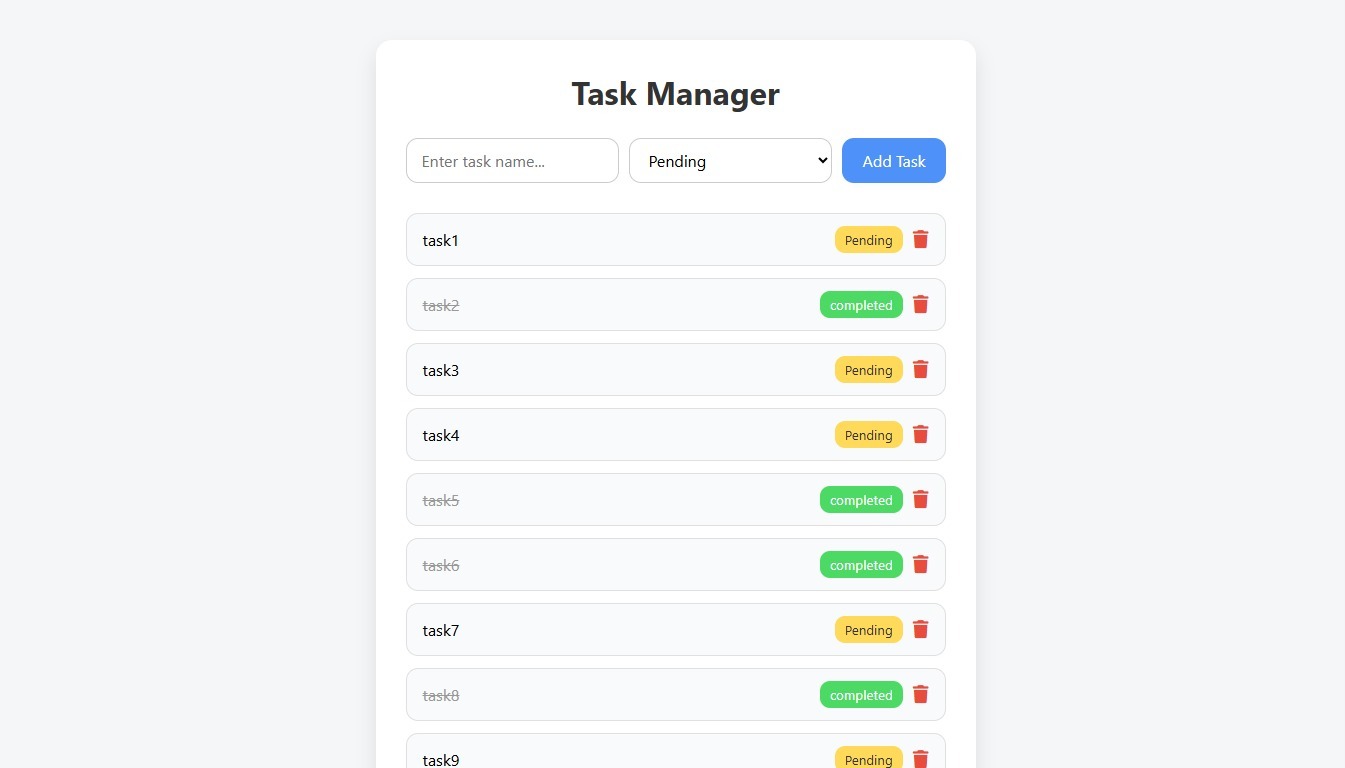 Task Manager
Enter task name... Pending Add Task
task1 Pending
task2 completed
task3 Pending
task4 Pending
task5 completed
task6 completed
task7 Pending
task8 completed
task9 Pending